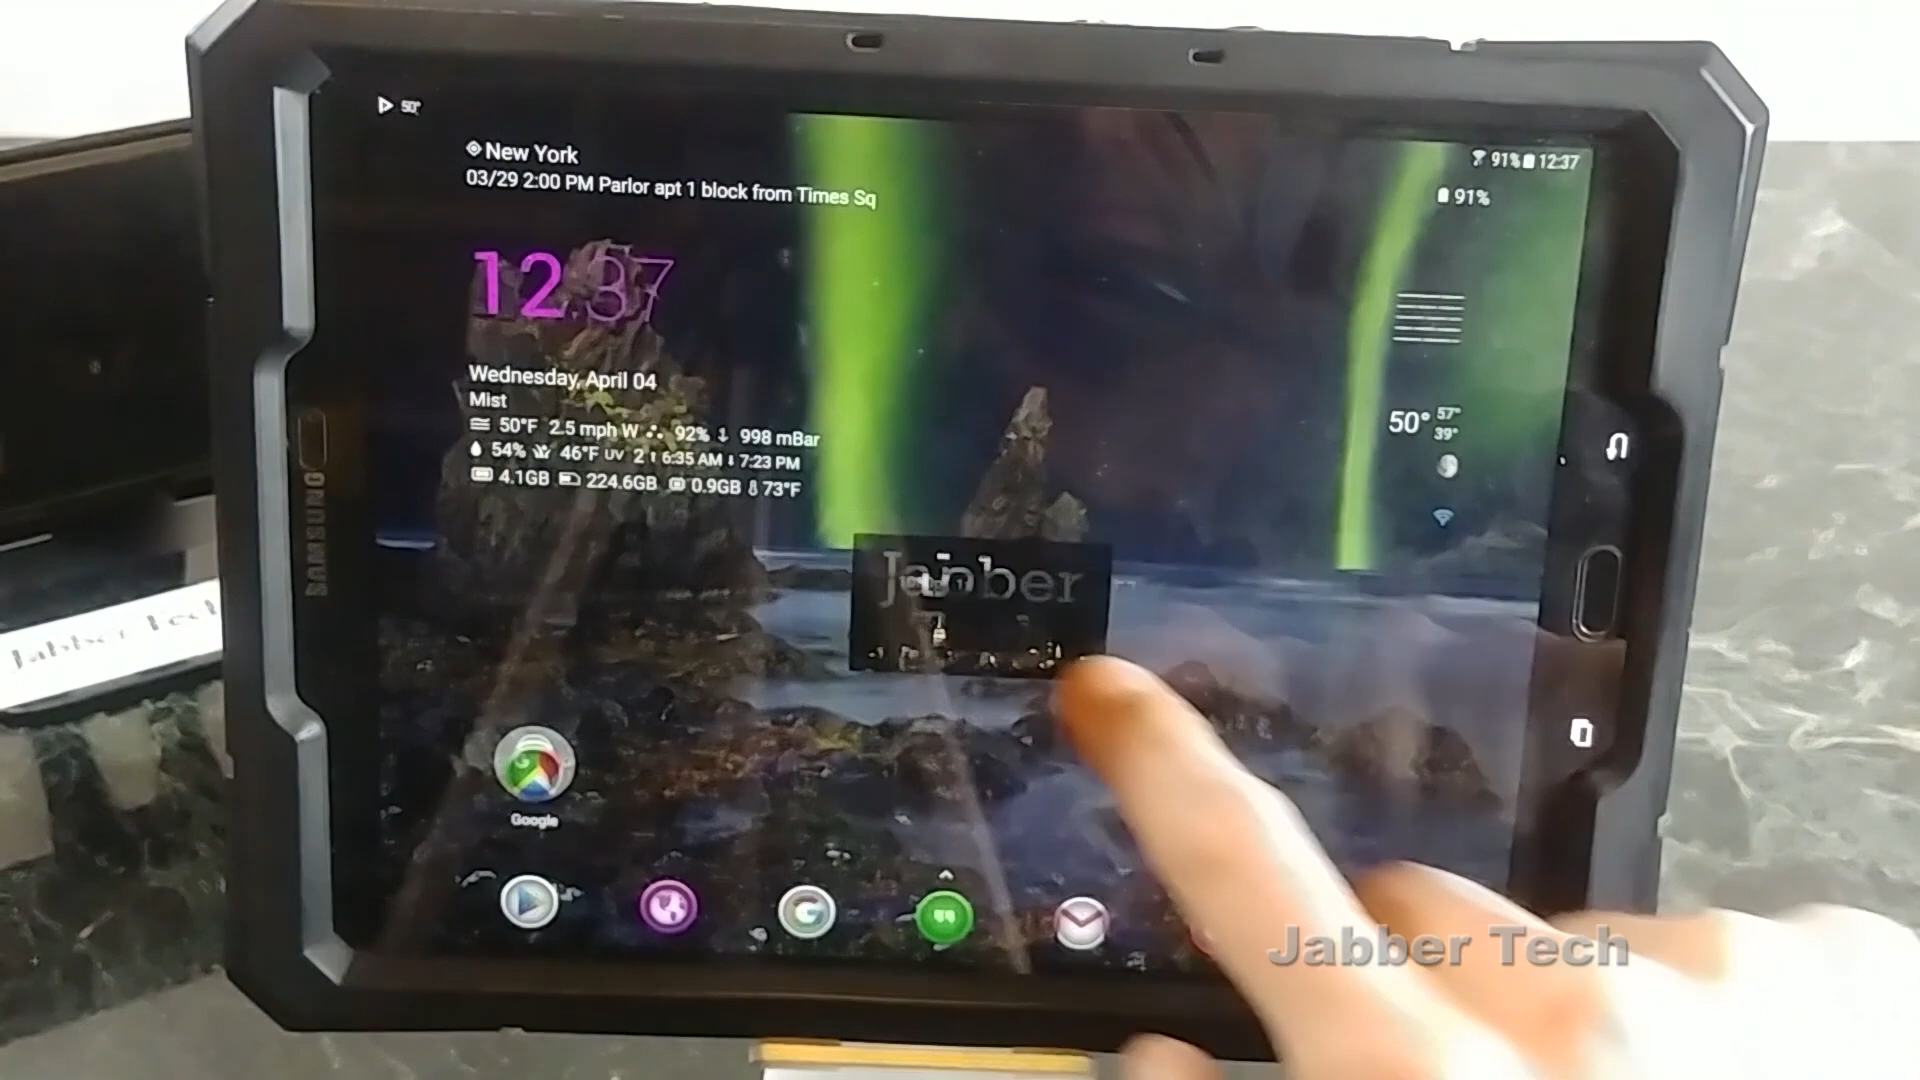 50°
New York
03/29 2:00 PM Parlor apt 1 block from Times Sq
91% 12:37
91%
12:37
Wednesday, April 04
Mist
50°F 2.5 mph W 92% 998 mBar
54% 46°F UV 2 6:35 AM 7:23 PM
4.1GB 224.6GB 0.9GB 73°F
50° 57°
39°
SAMSUNG
Jabber
Jabber Tech
Google
Jabber Tech